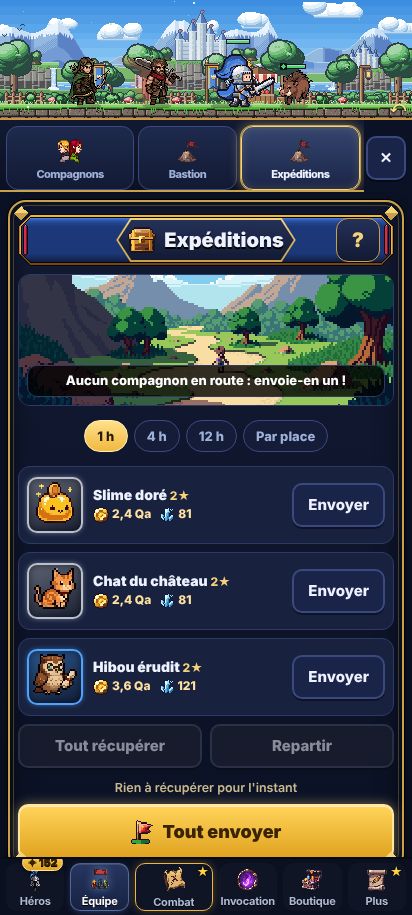 Compagnons
Bastion
Expéditions
×
Expéditions
?
Aucun compagnon en route : envoie-en un !
1 h
4 h
12 h
Par place
Slime doré 2★
2,4 Qa 81
Envoyer
Chat du château 2★
2,4 Qa 81
Envoyer
Hibou érudit 2★
3,6 Qa 121
Envoyer
Tout récupérer
Repartir
Rien à récupérer pour l'instant
Tout envoyer
Héros
Équipe
Combat
Invocation
Boutique
Plus